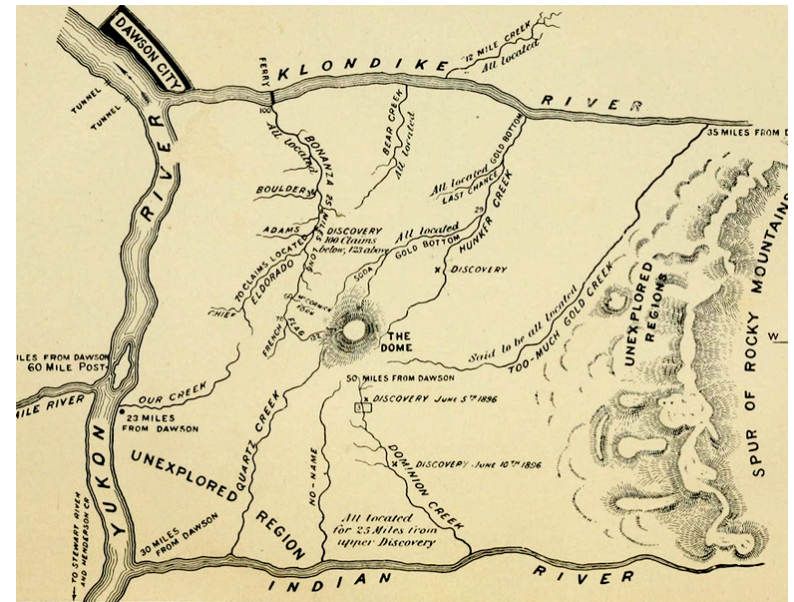 DAWSON CITY
FERRY
KLONDIKE
RIVER
12 MILE CREEK
All located
TUNNEL
TUNNEL
100
35 MILES FROM
All located
BONANZA 25 MILES LONG
BEAR CREEK
All located
GOLD BOTTOM
All located
LAST CHANCE
BOULDER
ADAMS
DISCOVERY
100 Claims
below, 123 above
All located
GOLD BOTTOM
HUNKER CREEK
DISCOVERY
SODA
70 CLAIMS LOCATED
ELDORADO
CHIEF
FRENCH
THE
DOME
Said to be all located
TOO-MUCH GOLD CREEK
UNEXPLORED
REGIONS
SPUR OF ROCKY MOUNTAINS
W
MILES FROM DAWSON
60 MILE POST
MILE RIVER
OUR CREEK
23 MILES
FROM DAWSON
50 MILES FROM DAWSON
DISCOVERY June 5TH 1896
DISCOVERY June 10TH 1896
DOMINION CREEK
QUARTZ CREEK
NO-NAME
UNEXPLORED
REGION
All located
for 25 Miles from
upper Discovery
30 MILES
FROM DAWSON
YUKON
RIVER
TO STEWART RIVER
AND HENDERSON CR
INDIAN
RIVER